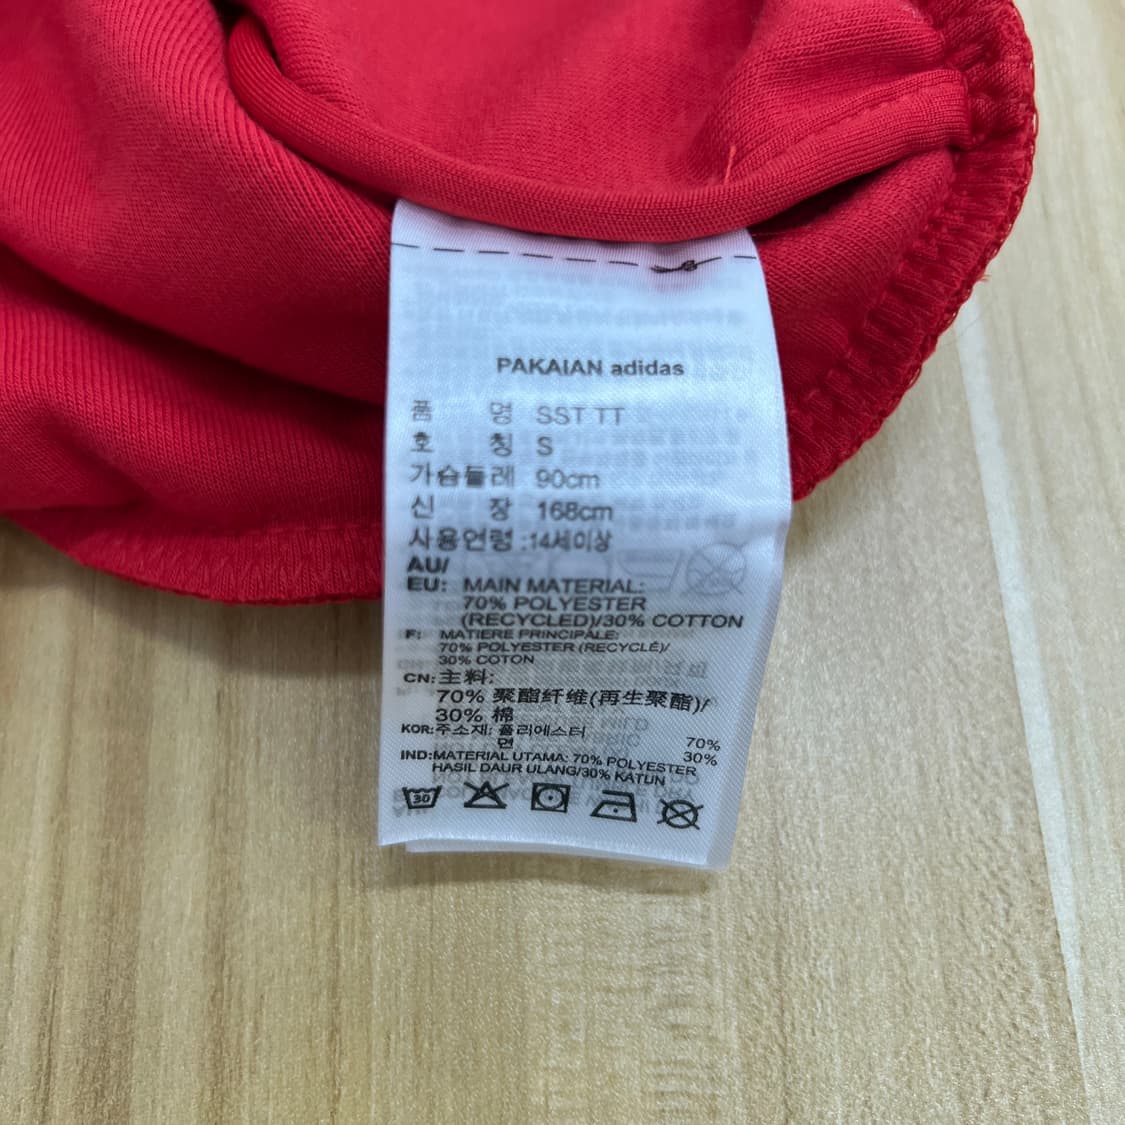 PAKAIAN adidas
품 명 SST TT
호 칭 S
가슴둘레 90cm
신 장 168cm
사용연령 :14세이상
AU/
EU: MAIN MATERIAL:
70% POLYESTER
(RECYCLED)/30% COTTON
F: MATIERE PRINCIPALE:
70% POLYESTER (RECYCLÉ)/
30% COTON
CN: 主料:
70% 聚酯纤维(再生聚酯)/
30% 棉
KOR: 주소재: 폴리에스터 70%
면 30%
IND: MATERIAL UTAMA: 70% POLYESTER
HASIL DAUR ULANG/30% KATUN
30